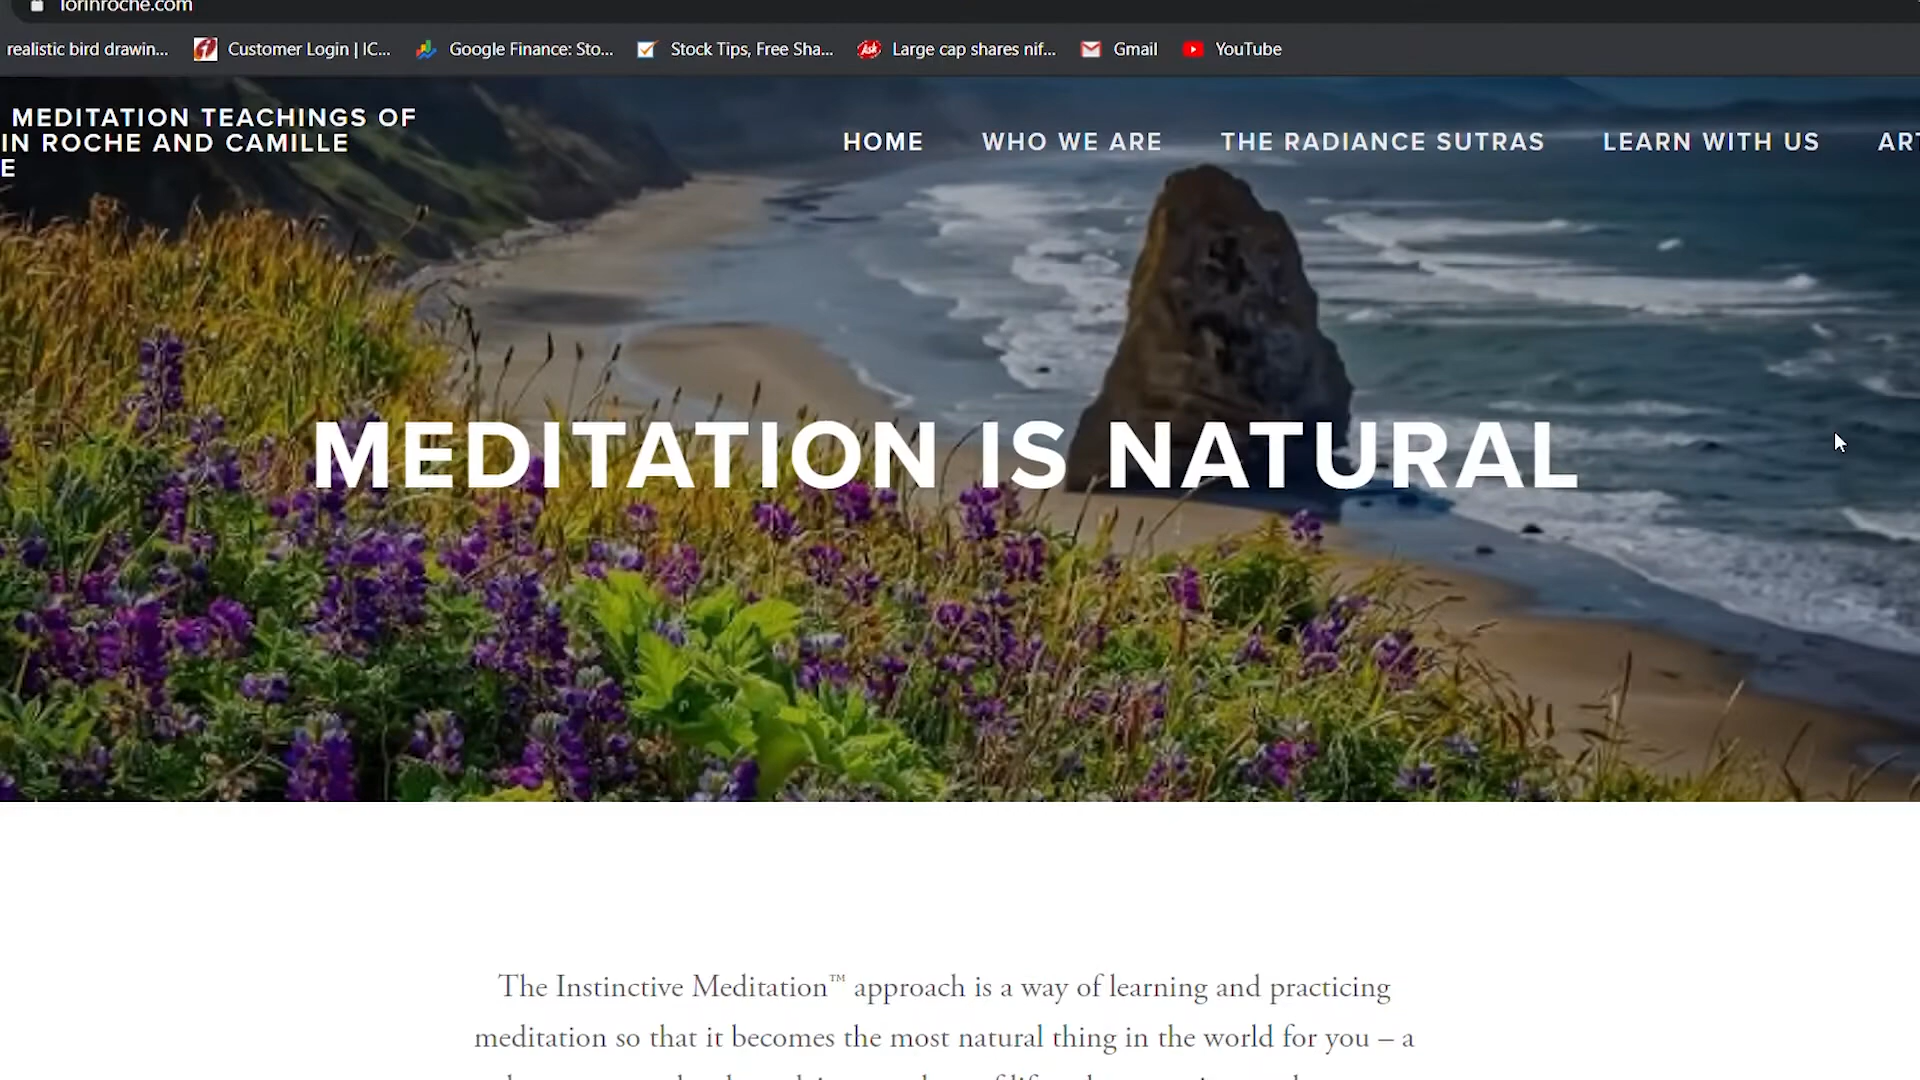 lorinroche.com
realistic bird drawin... Customer Login | IC... Google Finance: Sto... Stock Tips, Free Sha... Large cap shares nif... Gmail YouTube
MEDITATION TEACHINGS OF
IN ROCHE AND CAMILLE
E
HOME WHO WE ARE THE RADIANCE SUTRAS LEARN WITH US ART
MEDITATION IS NATURAL
The Instinctive Meditation™ approach is a way of learning and practicing
meditation so that it becomes the most natural thing in the world for you – a